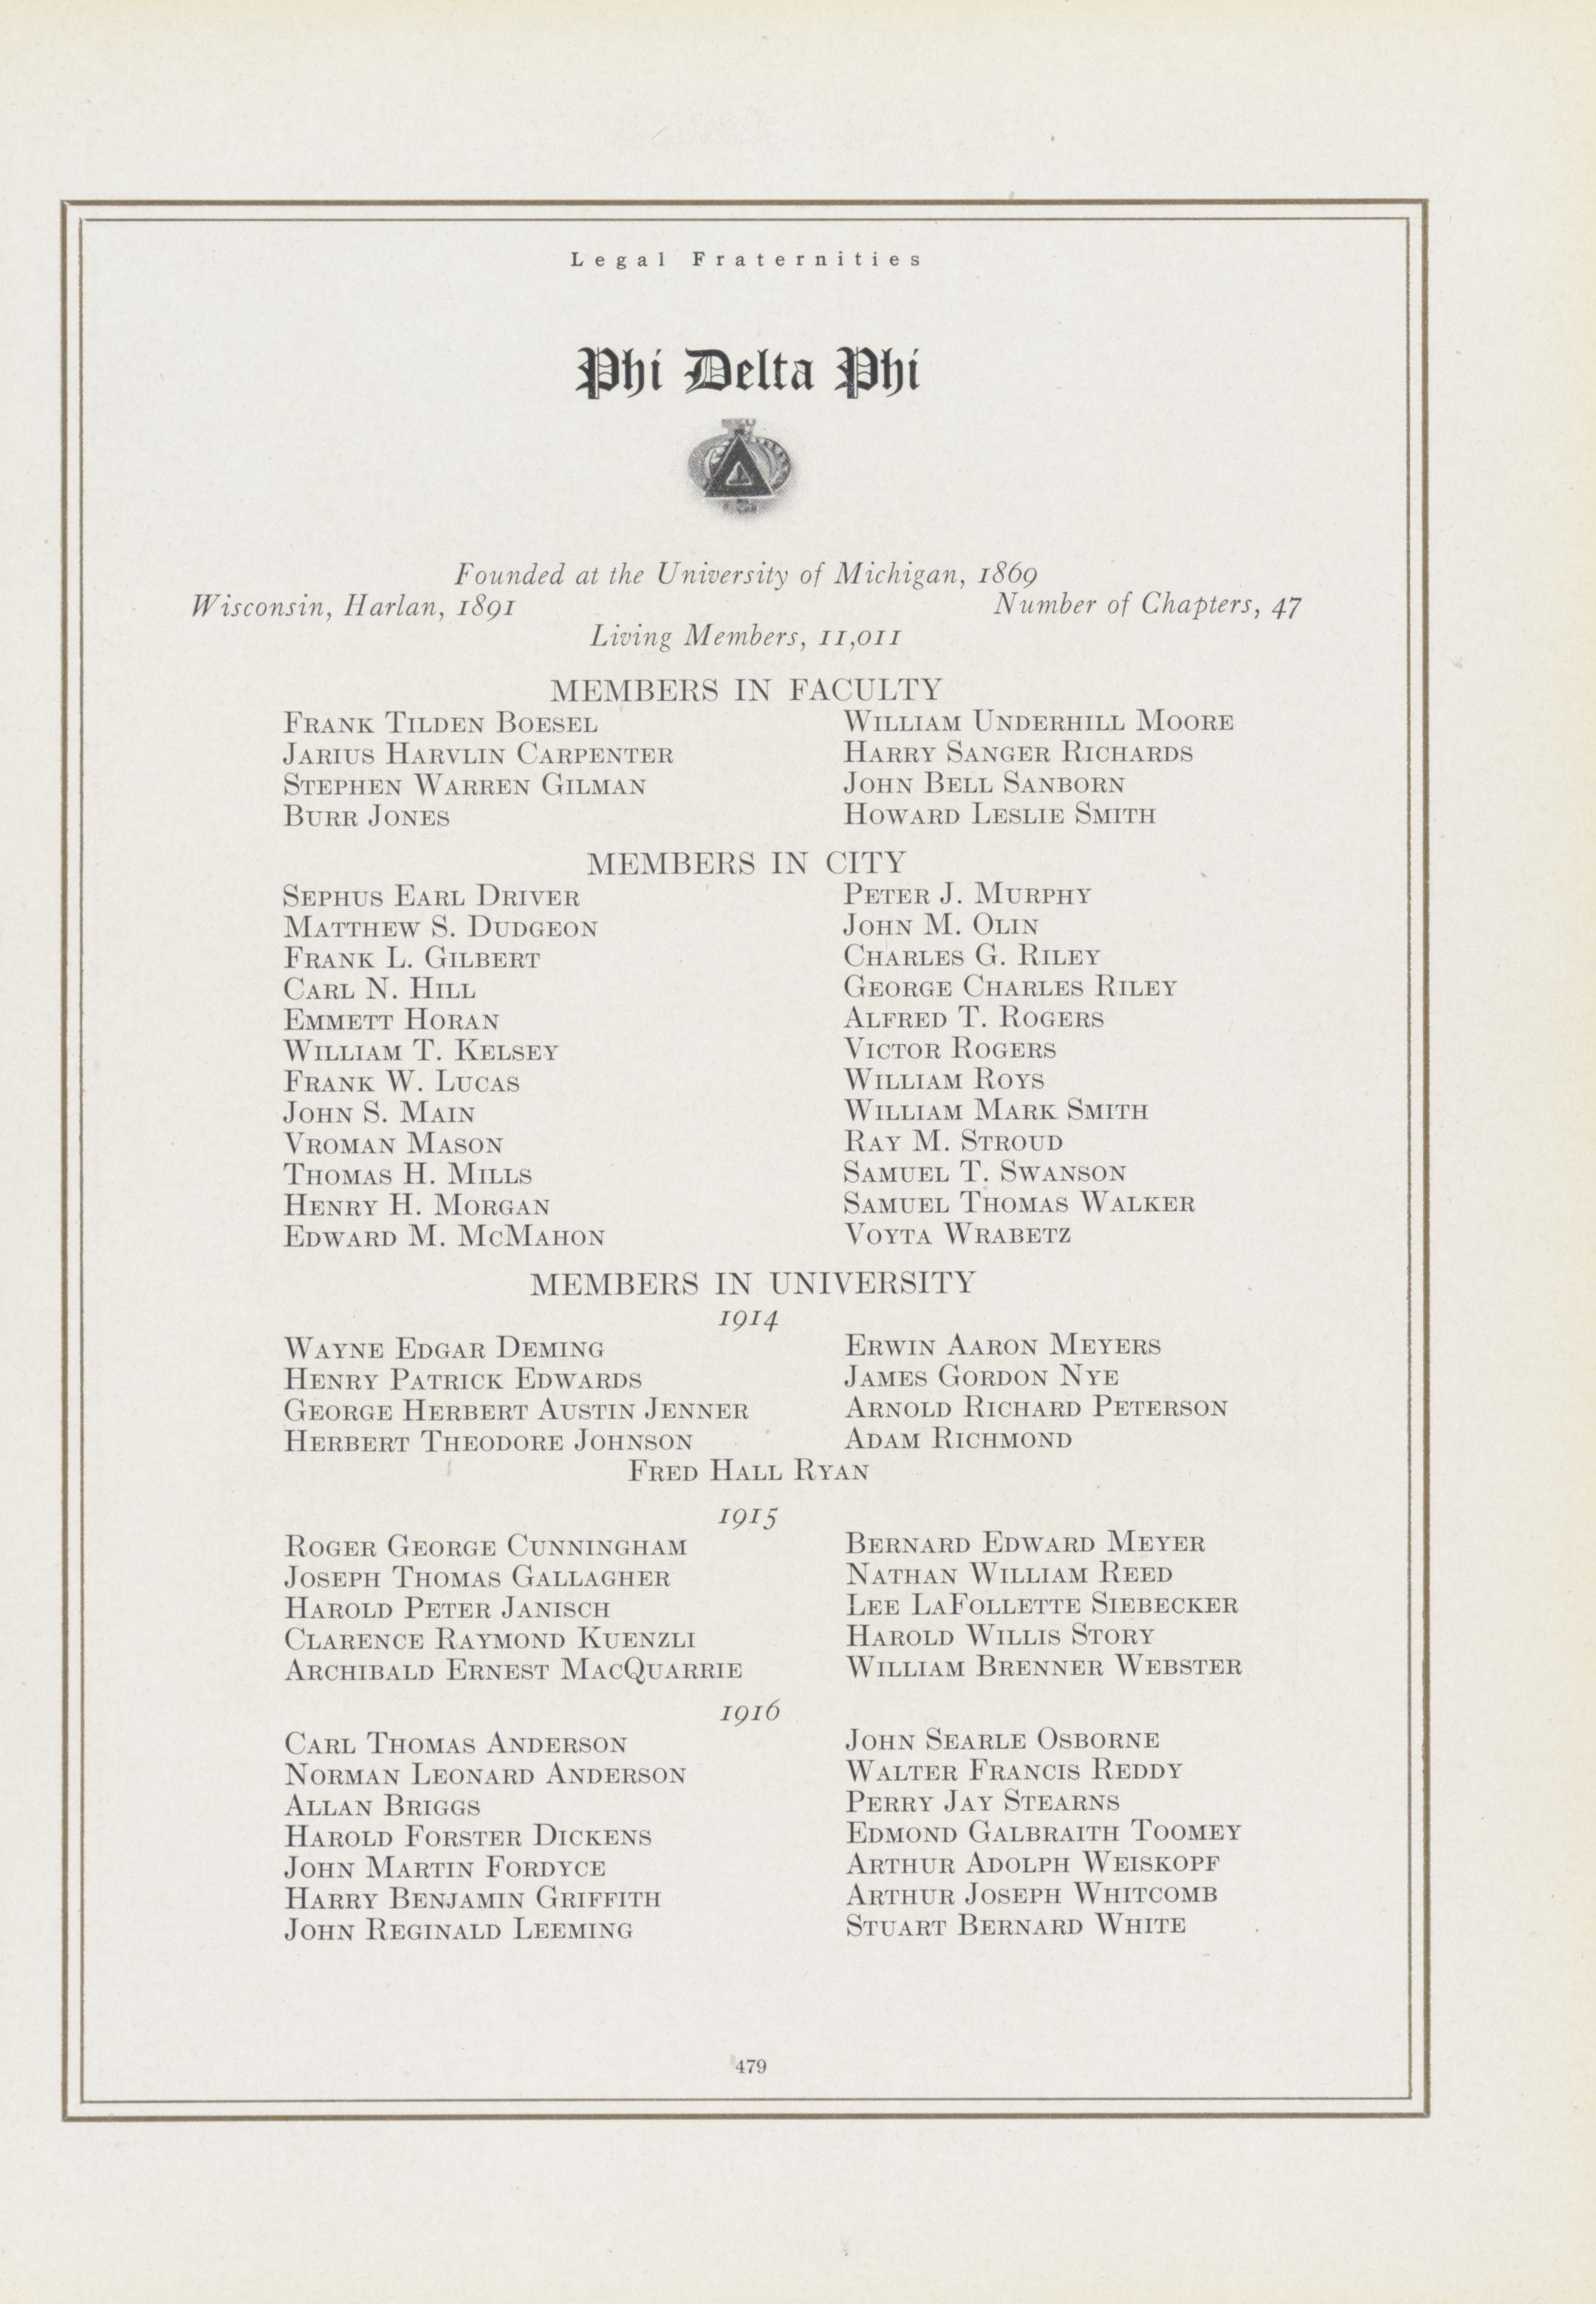 Legal Fraternities
Phi Delta Phi
Founded at the University of Michigan, 1869
Wisconsin, Harlan, 1891 Number of Chapters, 47
Living Members, 11,011
MEMBERS IN FACULTY
FRANK TILDEN BOESEL
JARIUS HARVLIN CARPENTER
STEPHEN WARREN GILMAN
BURR JONES
WILLIAM UNDERHILL MOORE
HARRY SANGER RICHARDS
JOHN BELL SANBORN
HOWARD LESLIE SMITH
MEMBERS IN CITY
SEPHUS EARL DRIVER
MATTHEW S. DUDGEON
FRANK L. GILBERT
CARL N. HILL
EMMETT HORAN
WILLIAM T. KELSEY
FRANK W. LUCAS
JOHN S. MAIN
VROMAN MASON
THOMAS H. MILLS
HENRY H. MORGAN
EDWARD M. MCMAHON
PETER J. MURPHY
JOHN M. OLIN
CHARLES G. RILEY
GEORGE CHARLES RILEY
ALFRED T. ROGERS
VICTOR ROGERS
WILLIAM ROYS
WILLIAM MARK SMITH
RAY M. STROUD
SAMUEL T. SWANSON
SAMUEL THOMAS WALKER
VOYTA WRABETZ
MEMBERS IN UNIVERSITY
1914
WAYNE EDGAR DEMING
HENRY PATRICK EDWARDS
GEORGE HERBERT AUSTIN JENNER
HERBERT THEODORE JOHNSON
ERWIN AARON MEYERS
JAMES GORDON NYE
ARNOLD RICHARD PETERSON
ADAM RICHMOND
FRED HALL RYAN
1915
ROGER GEORGE CUNNINGHAM
JOSEPH THOMAS GALLAGHER
HAROLD PETER JANISCH
CLARENCE RAYMOND KUENZLI
ARCHIBALD ERNEST MACQUARRIE
BERNARD EDWARD MEYER
NATHAN WILLIAM REED
LEE LAFOLLETTE SIEBECKER
HAROLD WILLIS STORY
WILLIAM BRENNER WEBSTER
1916
CARL THOMAS ANDERSON
NORMAN LEONARD ANDERSON
ALLAN BRIGGS
HAROLD FORSTER DICKENS
JOHN MARTIN FORDYCE
HARRY BENJAMIN GRIFFITH
JOHN REGINALD LEEMING
JOHN SEARLE OSBORNE
WALTER FRANCIS REDDY
PERRY JAY STEARNS
EDMOND GALBRAITH TOOMEY
ARTHUR ADOLPH WEISKOPF
ARTHUR JOSEPH WHITCOMB
STUART BERNARD WHITE
479